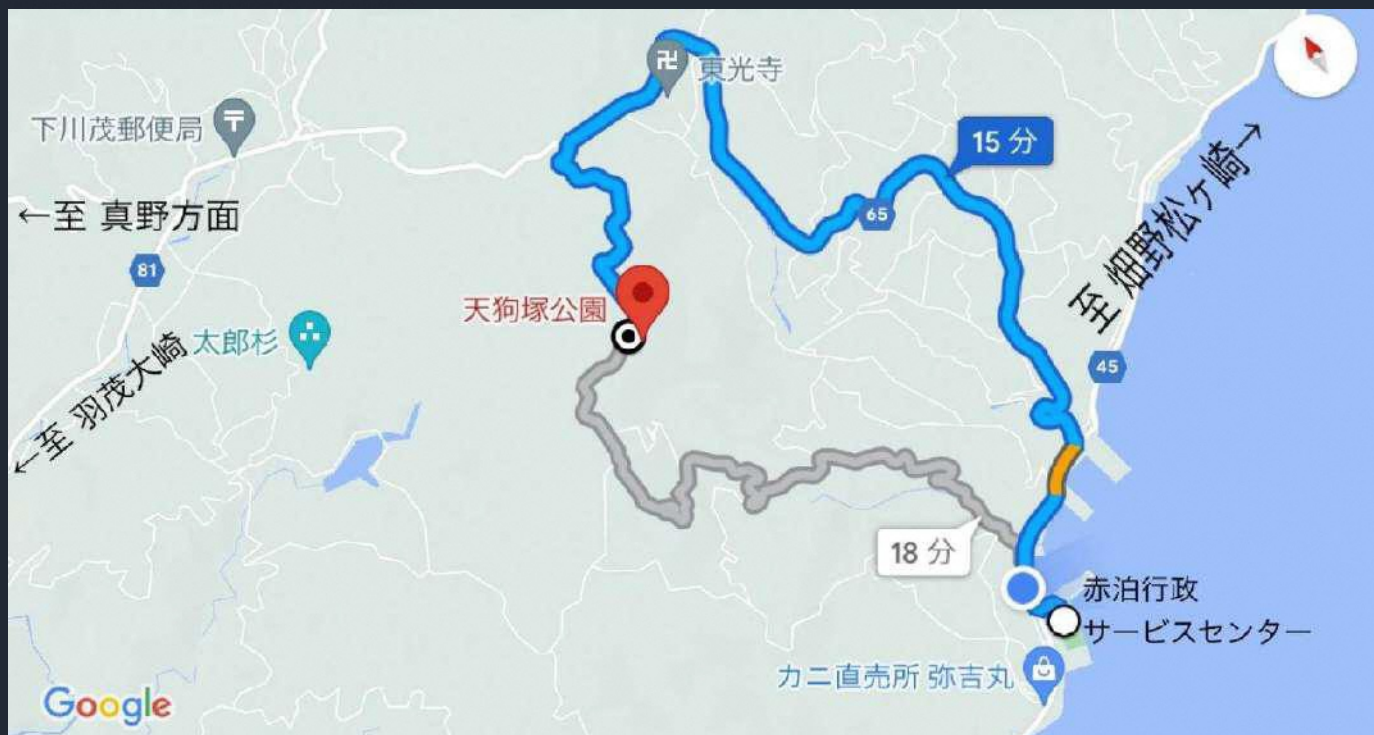 卍 東光寺
下川茂郵便局 〒
15 分
←至 真野方面
65
至 畑野松ヶ崎→
81
天狗塚公園
太郎杉
←至 羽茂大崎
45
18 分
赤泊行政
サービスセンター
カニ直売所 弥吉丸
Google